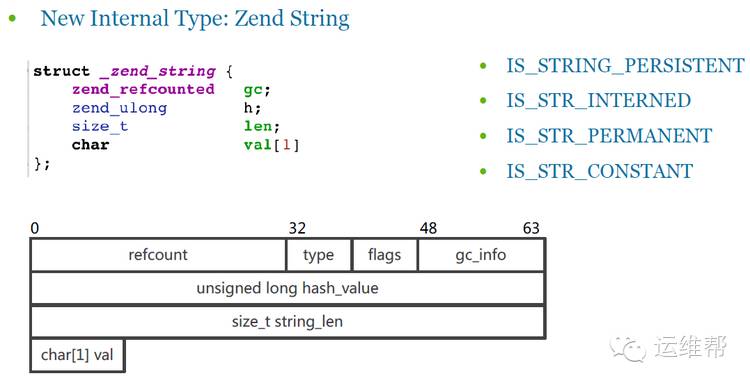 New Internal Type: Zend String
struct _zend_string {
zend_refcounted gc;
zend_ulong h;
size_t len;
char val[1]
};
IS_STRING_PERSISTENT
IS_STR_INTERNED
IS_STR_PERMANENT
IS_STR_CONSTANT
0 32 48 63
refcount type flags gc_info
unsigned long hash_value
size_t string_len
char[1] val
运维帮